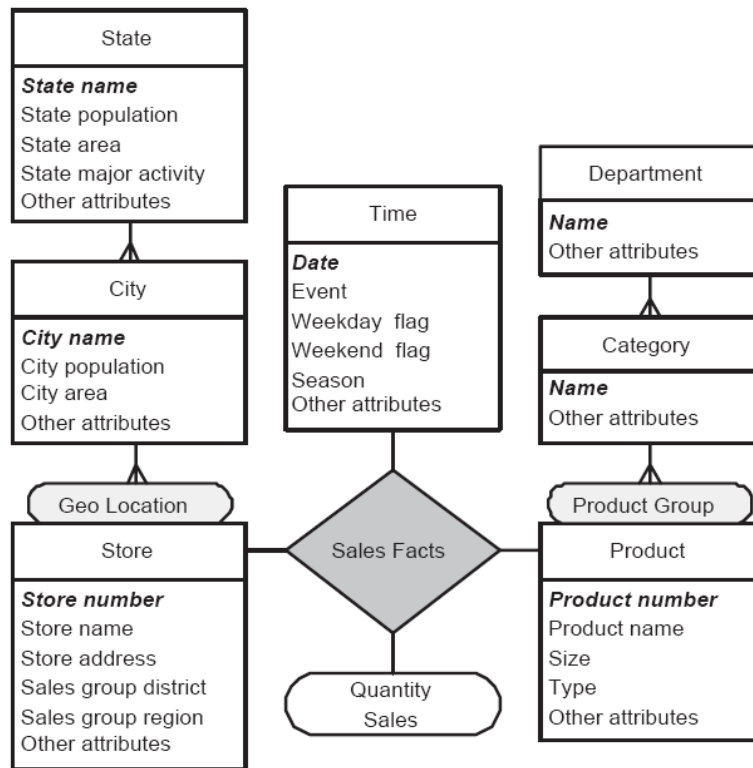 State
State name
State population
State area
State major activity
Other attributes
City
City name
City population
City area
Other attributes
Geo Location
Store
Store number
Store name
Store address
Sales group district
Sales group region
Other attributes
Time
Date
Event
Weekday flag
Weekend flag
Season
Other attributes
Sales Facts
Quantity
Sales
Department
Name
Other attributes
Category
Name
Other attributes
Product Group
Product
Product number
Product name
Size
Type
Other attributes